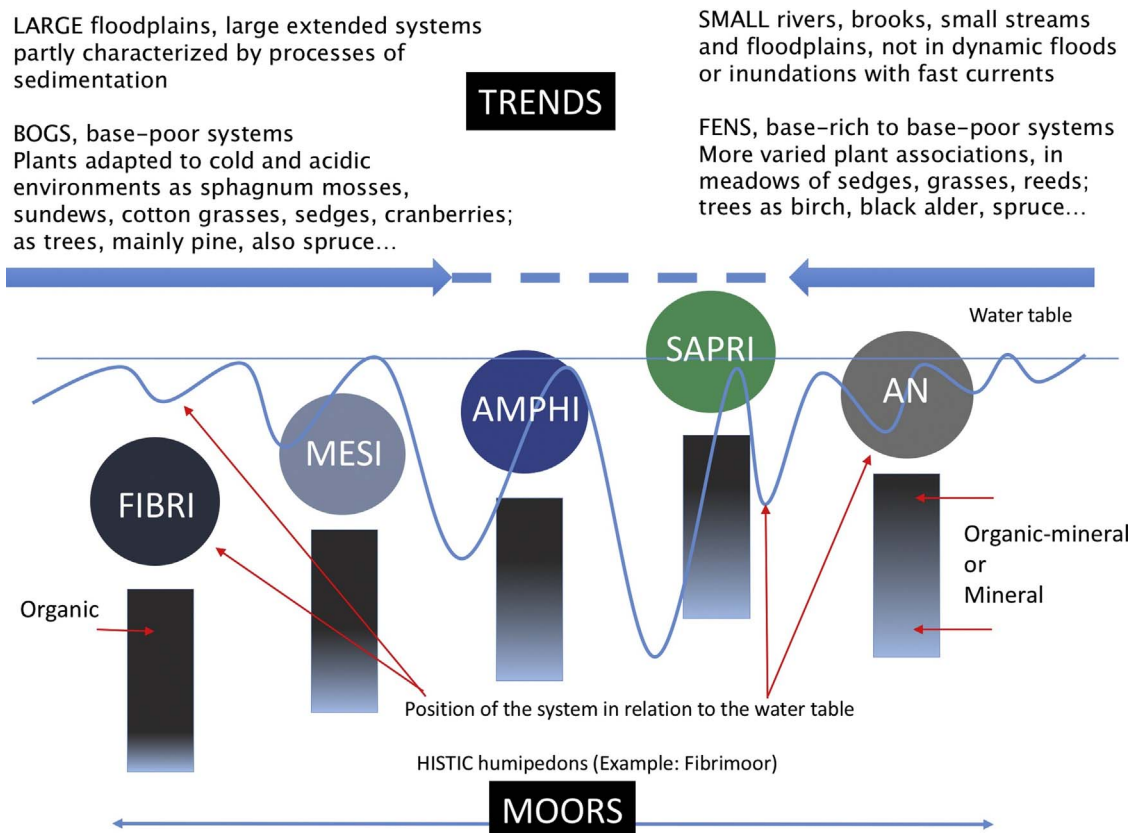 LARGE floodplains, large extended systems
partly characterized by processes of
sedimentation
BOGS, base-poor systems
Plants adapted to cold and acidic
environments as sphagnum mosses,
sundews, cotton grasses, sedges, cranberries;
as trees, mainly pine, also spruce...
TRENDS
SMALL rivers, brooks, small streams
and floodplains, not in dynamic floods
or inundations with fast currents
FENS, base-rich to base-poor systems
More varied plant associations, in
meadows of sedges, grasses, reeds;
trees as birch, black alder, spruce...
Water table
FIBRI
MESI
AMPHI
SAPRI
AN
Organic
Organic-mineral
or
Mineral
Position of the system in relation to the water table
HISTIC humipedons (Example: Fibrimoor)
MOORS